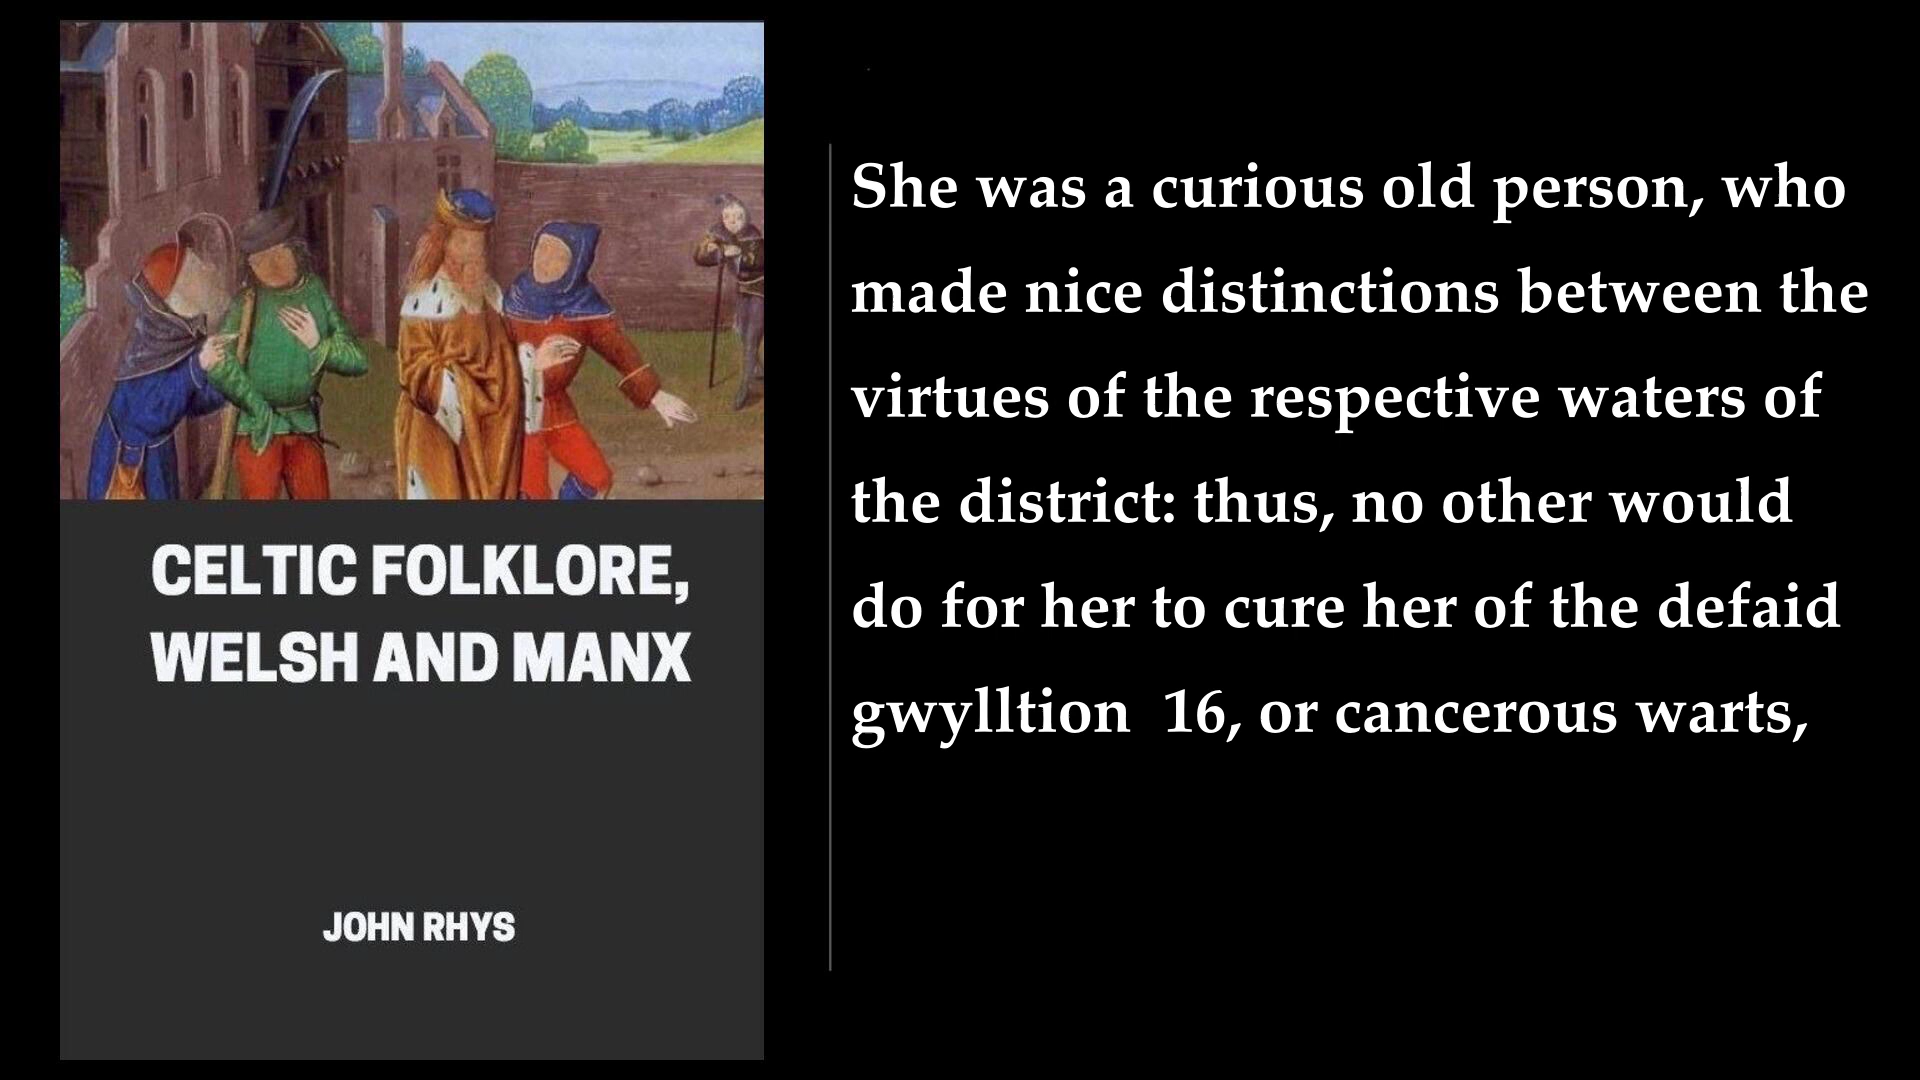 CELTIC FOLKLORE,
WELSH AND MANX
JOHN RHYS
She was a curious old person, who
made nice distinctions between the
virtues of the respective waters of
the district: thus, no other would
do for her to cure her of the defaid
gwylltion  16, or cancerous warts,